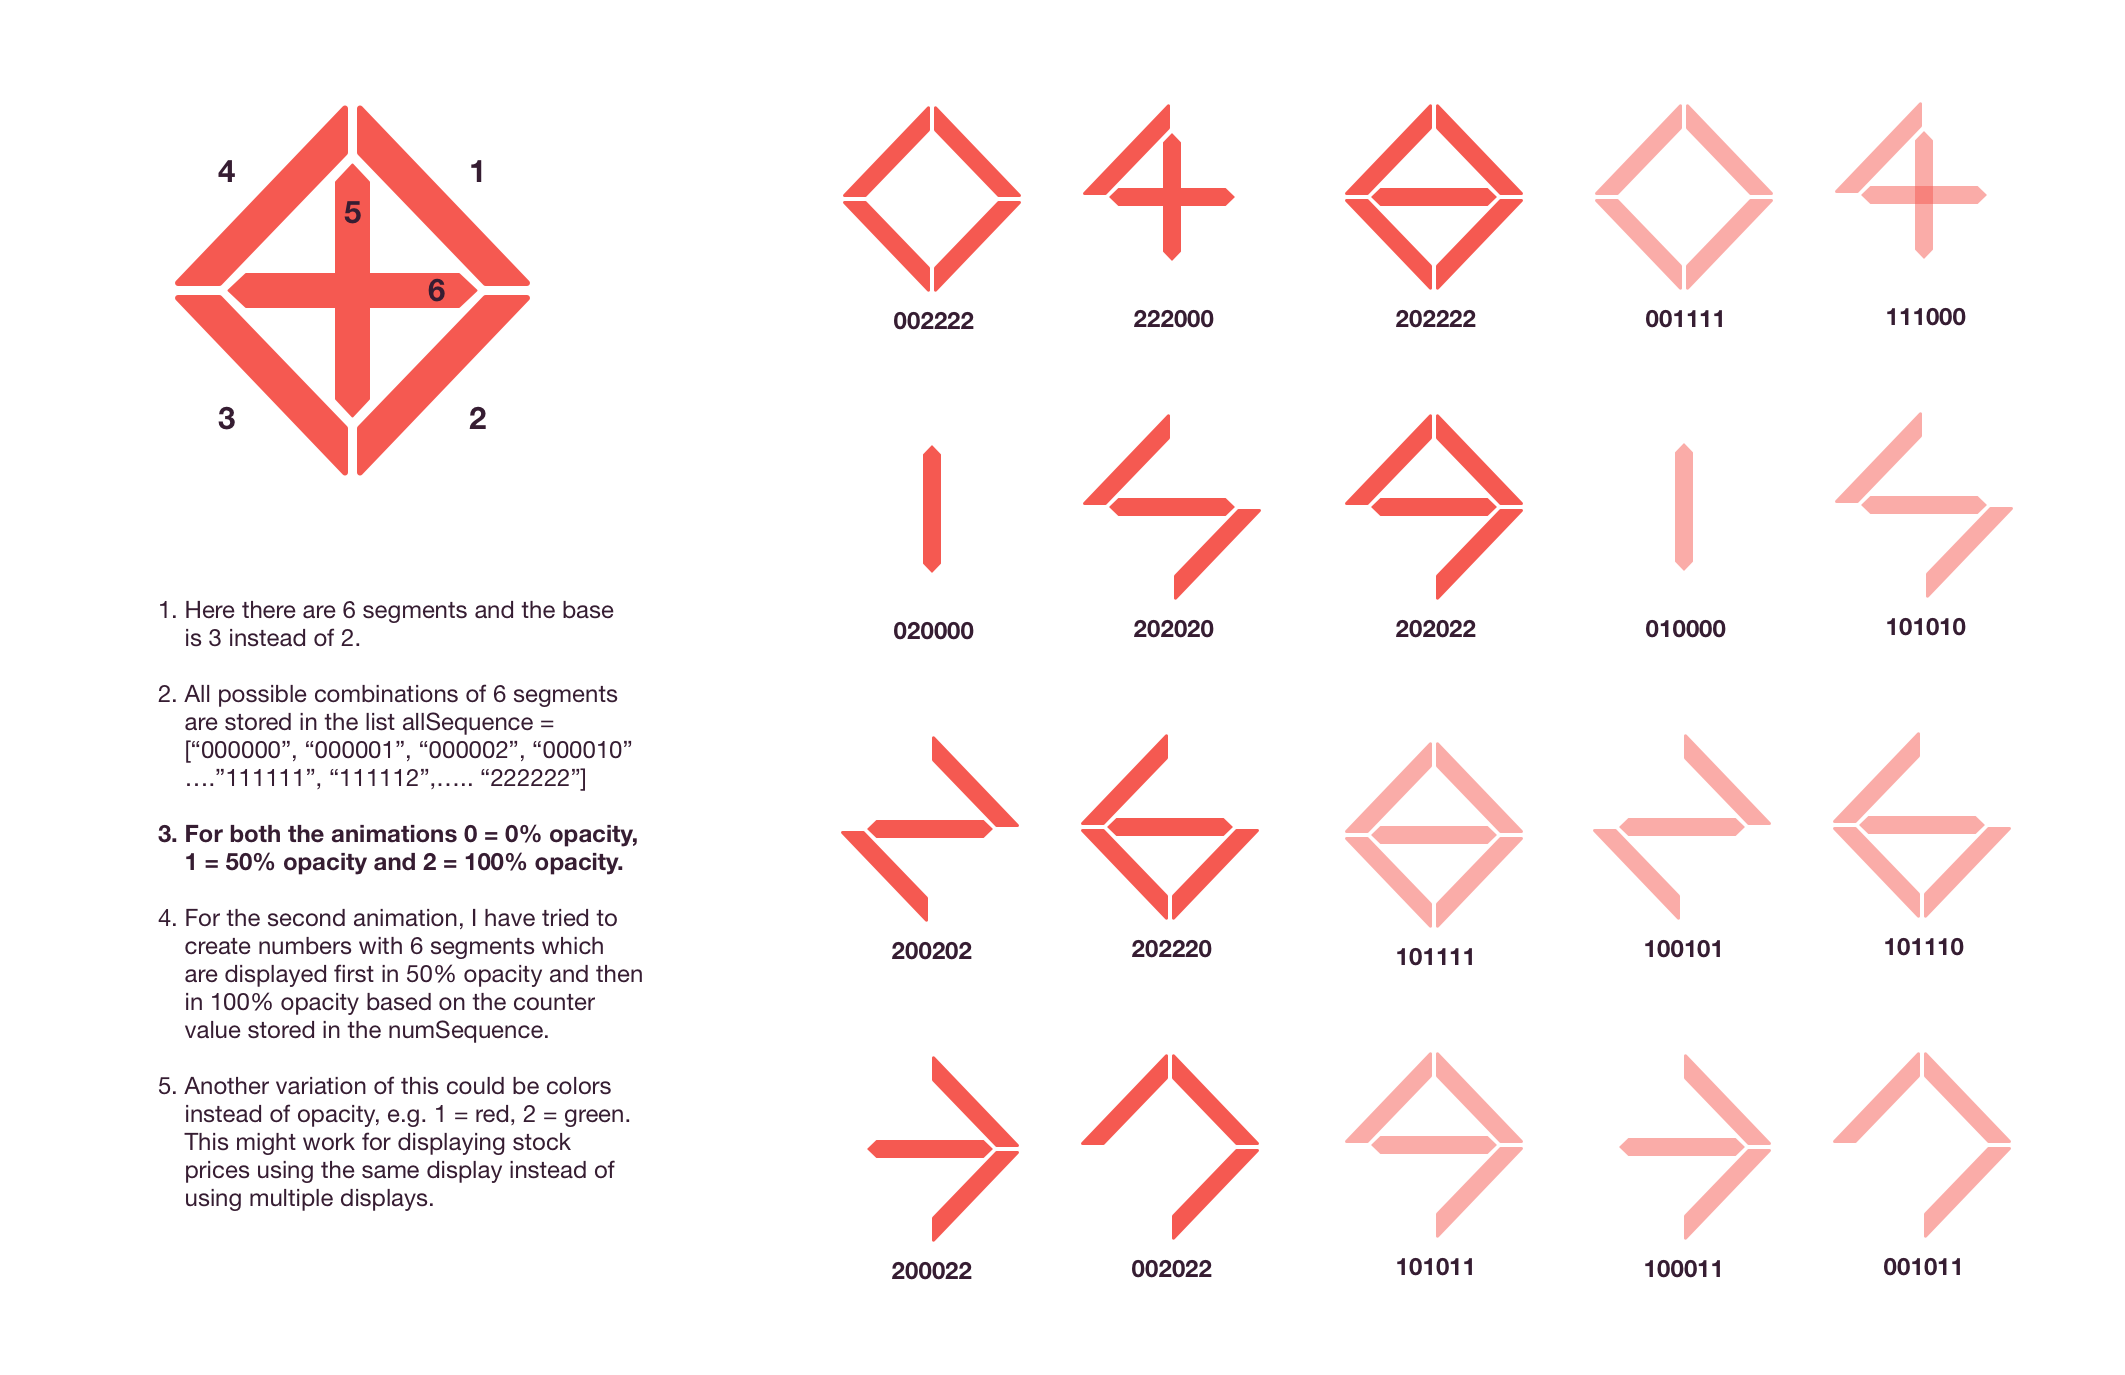 4
1
5
6
3
2
1. Here there are 6 segments and the base
is 3 instead of 2.
2. All possible combinations of 6 segments
are stored in the list allSequence =
[“000000”, “000001”, “000002”, “000010”
....”111111”, “111112”,..... “222222”]
3. For both the animations 0 = 0% opacity,
1 = 50% opacity and 2 = 100% opacity.
4. For the second animation, I have tried to
create numbers with 6 segments which
are displayed first in 50% opacity and then
in 100% opacity based on the counter
value stored in the numSequence.
5. Another variation of this could be colors
instead of opacity, e.g. 1 = red, 2 = green.
This might work for displaying stock
prices using the same display instead of
using multiple displays.
002222
222000
202222
001111
111000
020000
202020
202022
010000
101010
200202
202220
101111
100101
101110
200022
002022
101011
100011
001011